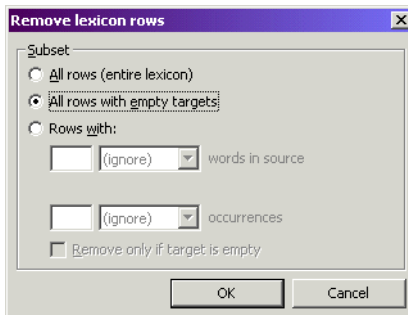 Remove lexicon rows
Subset
All rows (entire lexicon)
All rows with empty targets
Rows with:
(ignore) words in source
(ignore) occurrences
Remove only if target is empty
OK Cancel